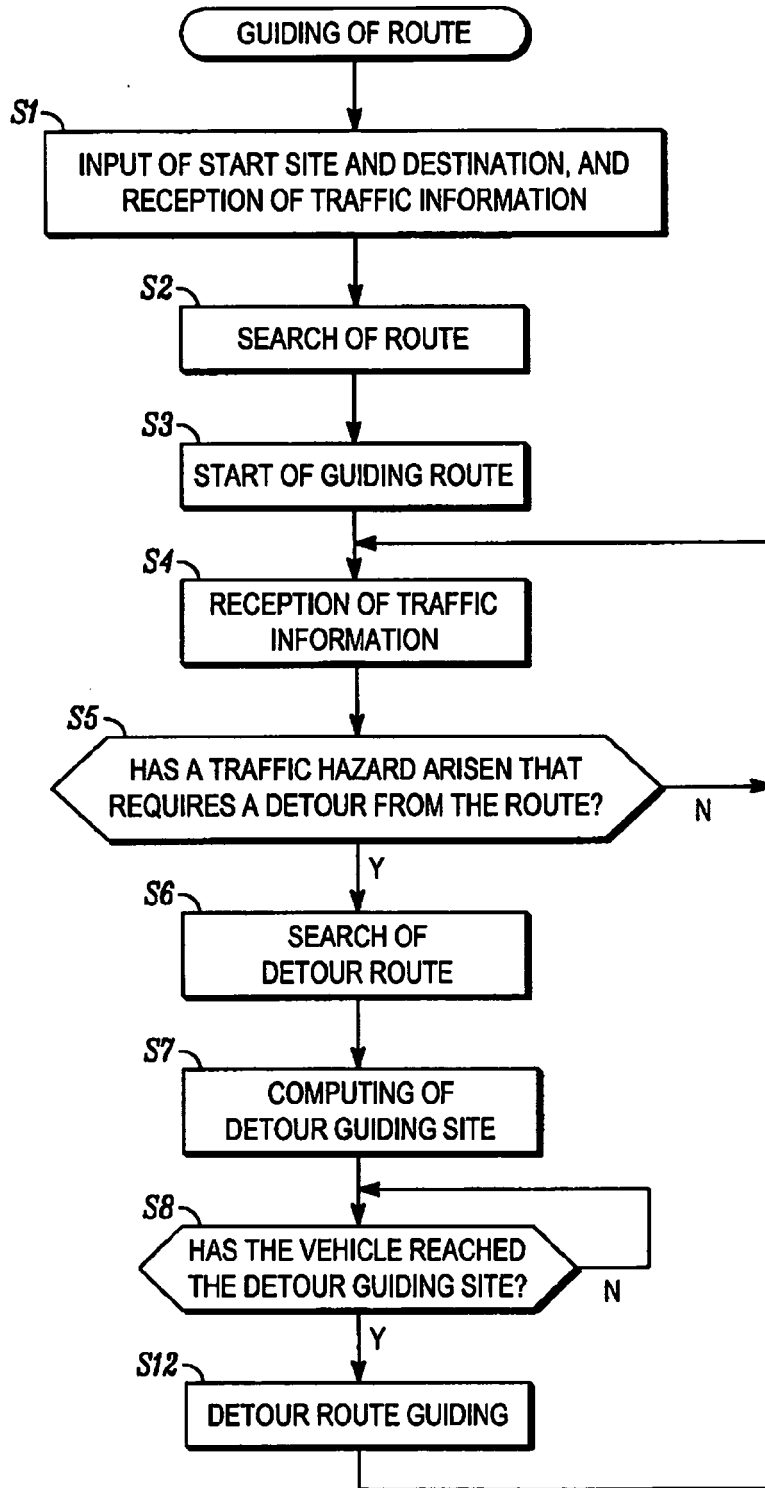 GUIDING OF ROUTE
S1
INPUT OF START SITE AND DESTINATION, AND
RECEPTION OF TRAFFIC INFORMATION
S2
SEARCH OF ROUTE
S3
START OF GUIDING ROUTE
S4
RECEPTION OF TRAFFIC
INFORMATION
S5
HAS A TRAFFIC HAZARD ARISEN THAT
REQUIRES A DETOUR FROM THE ROUTE?
N
Y
S6
SEARCH OF
DETOUR ROUTE
S7
COMPUTING OF
DETOUR GUIDING SITE
S8
HAS THE VEHICLE REACHED
THE DETOUR GUIDING SITE?
N
Y
S12
DETOUR ROUTE GUIDING